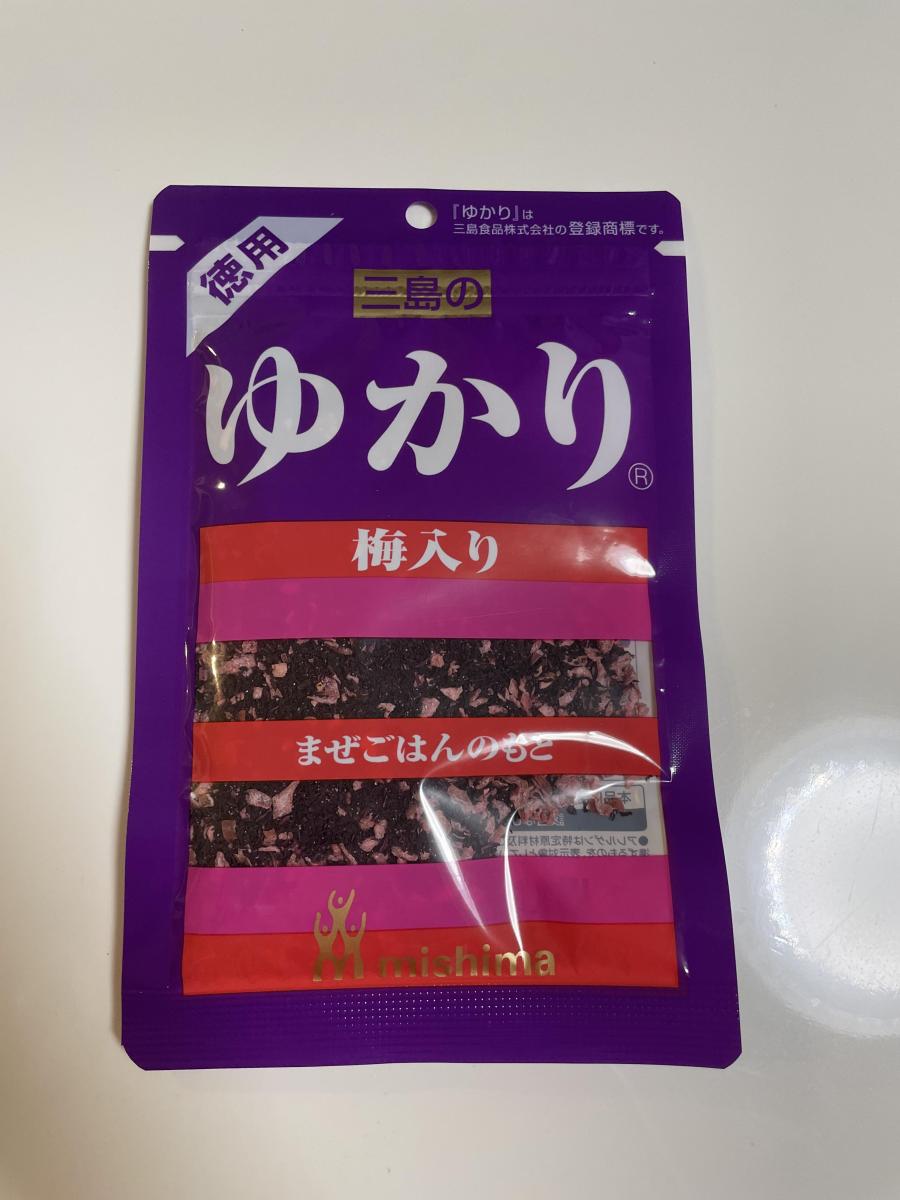 『ゆかり』は
三島食品株式会社の登録商標です。
徳用
三島の
ゆかり®
梅入り
まぜごはんのもと
mishima